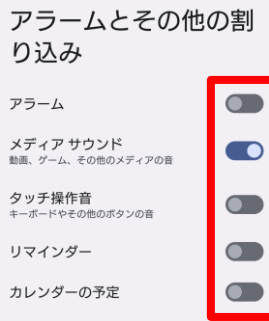 アラームとその他の割
り込み
アラーム
メディア サウンド
動画、ゲーム、その他のメディアの音
タッチ操作音
キーボードやその他のボタンの音
リマインダー
カレンダーの予定